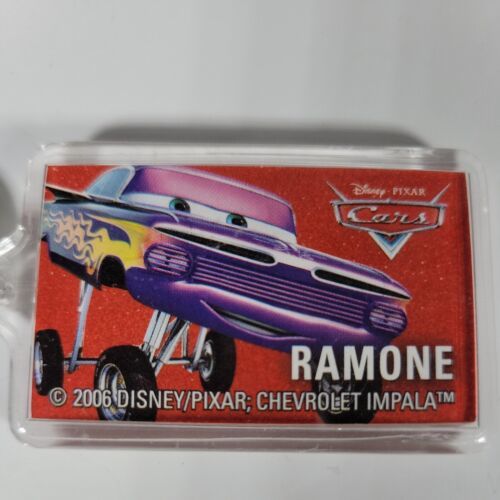 Disney · PIXAR
Cars
RAMONE
© 2006 DISNEY/PIXAR; CHEVROLET IMPALA™